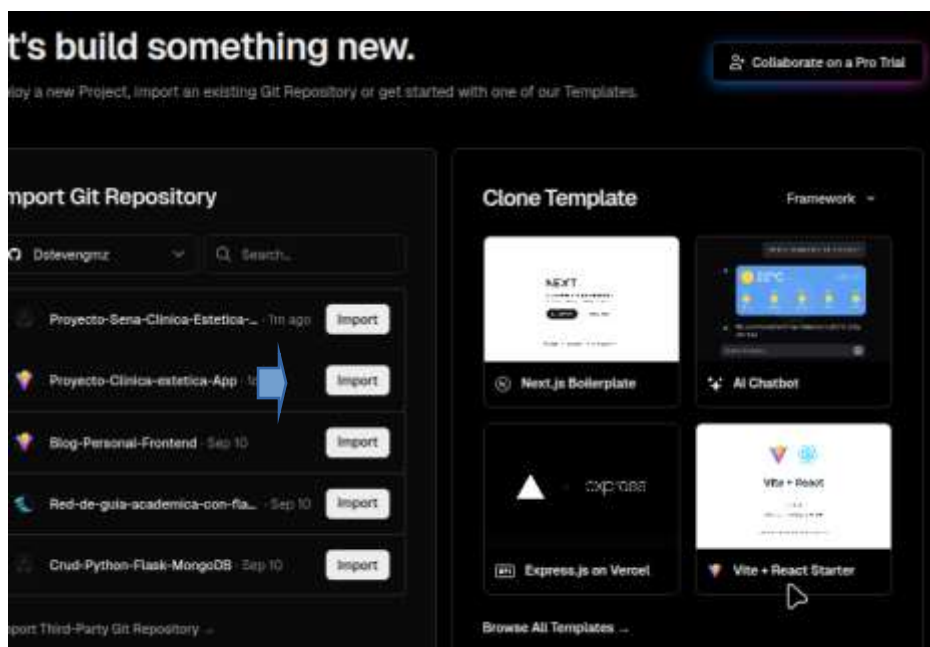 t's build something new.
Collaborate on a Pro Trial
loy a new Project, import an existing Git Repository or get started with one of our Templates.
mport Git Repository
Dstevengmz
Search...
Proyecto-Sena-Clinica-Estetica-... · 1m ago
Import
Proyecto-Clinica-estetica-App
Import
Blog-Personal-Frontend · Sep 10
Import
Red-de-guia-academica-con-fla... · Sep 10
Import
Crud-Python-Flask-MongoDB · Sep 10
Import
mport Third-Party Git Repository →
Clone Template
Framework
NEXT
Next.js Boilerplate
AI Chatbot
express
Express.js on Vercel
Vite + React
Vite + React Starter
Browse All Templates →